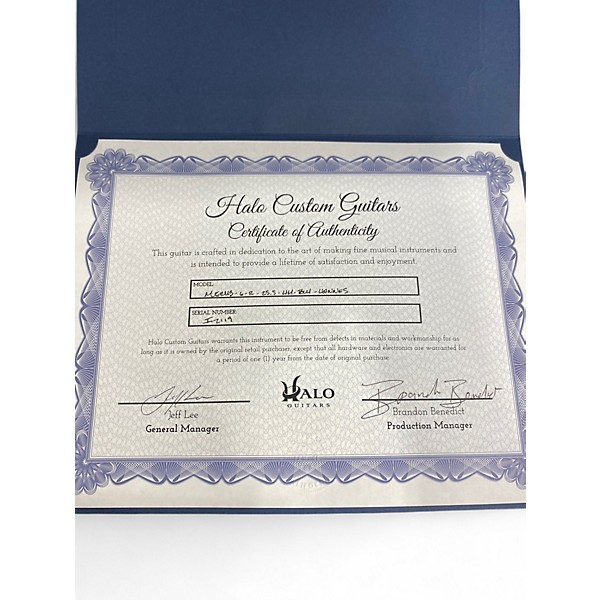 Halo Custom Guitars
Certificate of Authenticity
This guitar is crafted in dedication to the art of making fine musical instruments and
is intended to provide a lifetime of satisfaction and enjoyment.
MODEL
SERIAL NUMBER
I-2119
Halo Custom Guitars warrants this instrument to be free from defects in materials and workmanship for as
long as it is owned by the original retail purchaser, except that all hardware and electronics are warranted for
a period of one (1) year from the date of original purchase.
HALO
GUITARS
Brandon Benedict
Jeff Lee
General Manager
Brandon Benedict
Production Manager